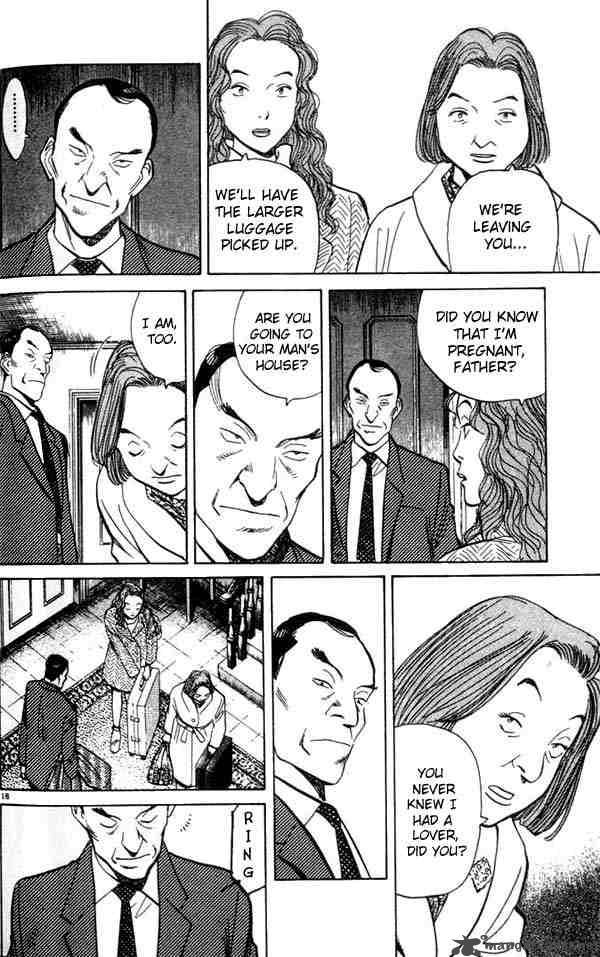 WE'RE
LEAVING
YOU...
WE'LL HAVE
THE LARGER
LUGGAGE
PICKED UP.
........
DID YOU KNOW
THAT I'M
PREGNANT,
FATHER?
ARE YOU
GOING TO
YOUR MAN'S
HOUSE?
I AM,
TOO.
YOU
NEVER
KNEW I
HAD A
LOVER,
DID YOU?
RING
18